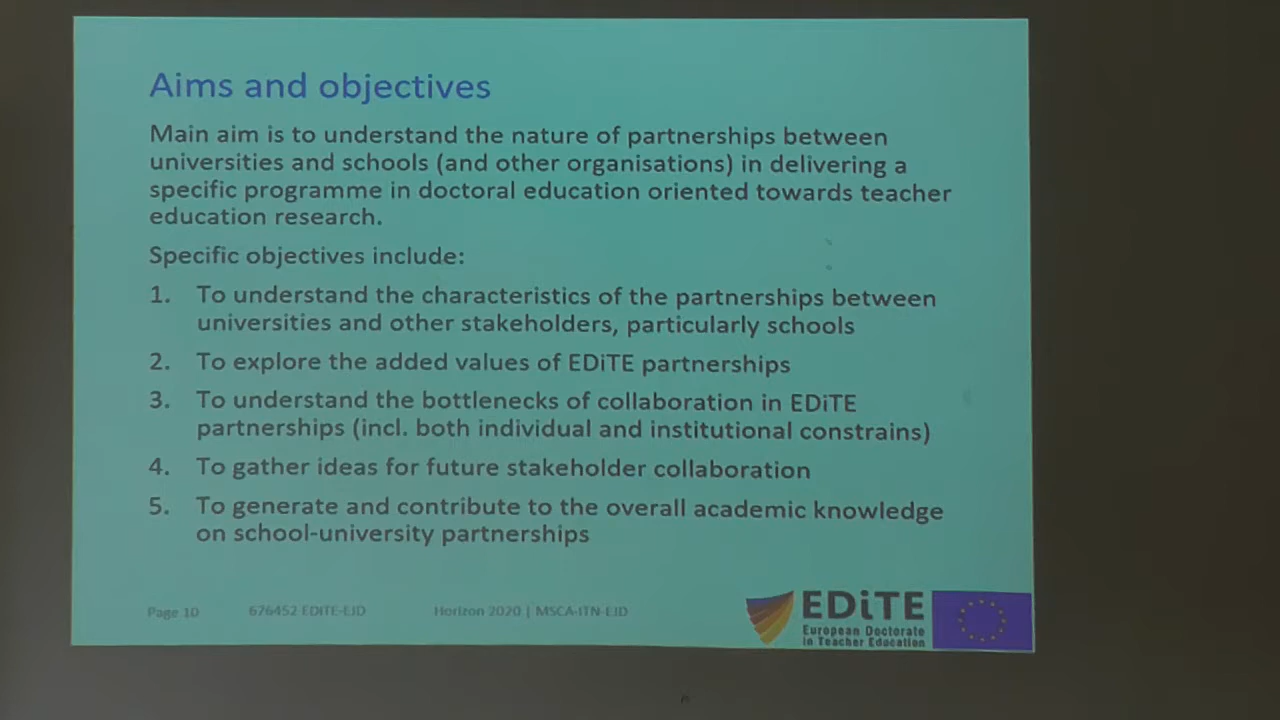 Aims and objectives
Main aim is to understand the nature of partnerships between
universities and schools (and other organisations) in delivering a
specific programme in doctoral education oriented towards teacher
education research.
Specific objectives include:
1. To understand the characteristics of the partnerships between
universities and other stakeholders, particularly schools
2. To explore the added values of EDiTE partnerships
3. To understand the bottlenecks of collaboration in EDiTE
partnerships (incl. both individual and institutional constrains)
4. To gather ideas for future stakeholder collaboration
5. To generate and contribute to the overall academic knowledge
on school-university partnerships
Page 10 676452 EDITE-EJD Horizon 2020 | MSCA-ITN-EJD
EDiTE
European Doctorate
in Teacher Education